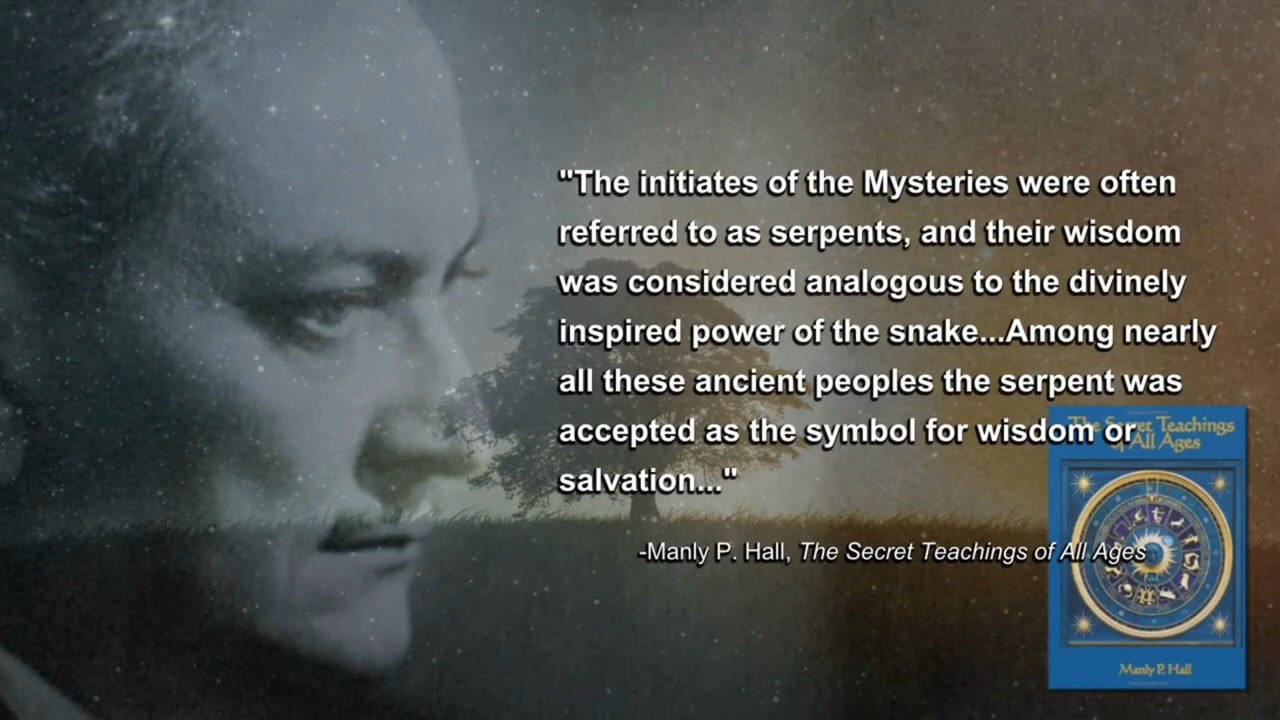 "The initiates of the Mysteries were often
referred to as serpents, and their wisdom
was considered analogous to the divinely
inspired power of the snake...Among nearly
all these ancient peoples the serpent was
accepted as the symbol for wisdom or
salvation..."
-Manly P. Hall, The Secret Teachings of All Ages
The Secret Teachings
of All Ages
Manly P. Hall